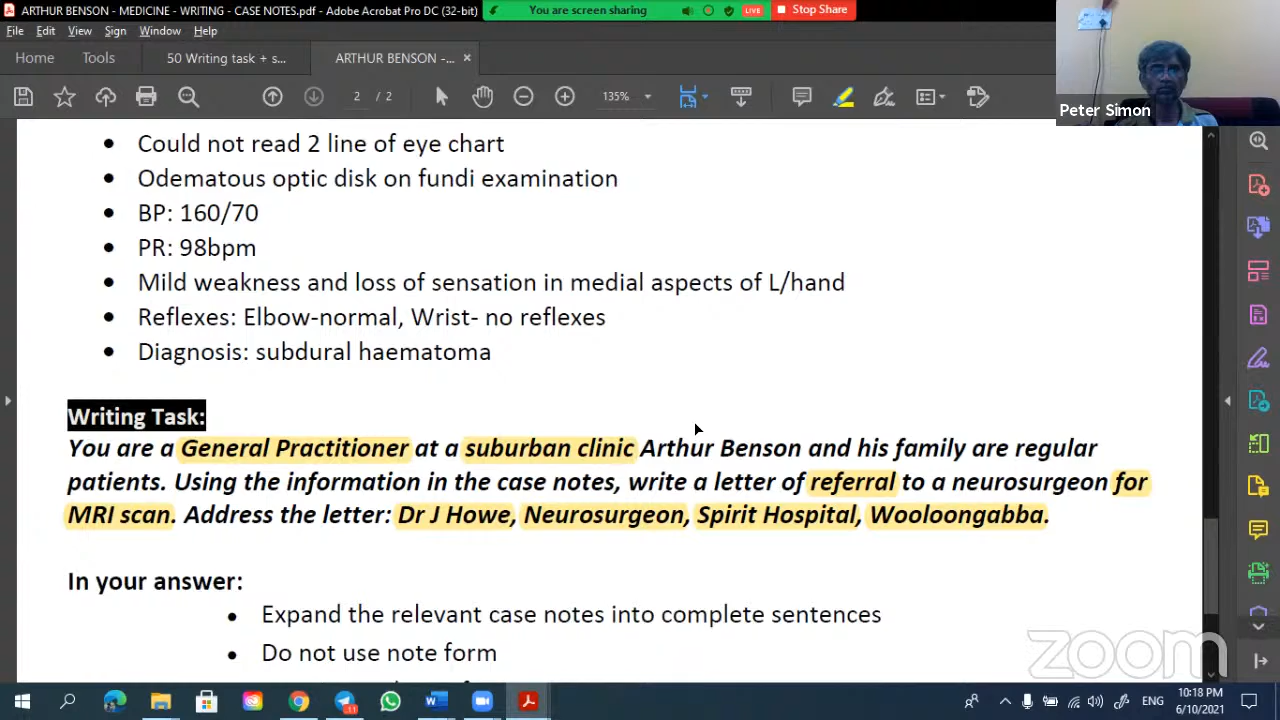 ARTHUR BENSON - MEDICINE - WRITING - CASE NOTES.pdf - Adobe Acrobat Pro DC (32-bit)
You are screen sharing
LIVE
Stop Share
File Edit View Sign Window Help
Home Tools 50 Writing task + s... ARTHUR BENSON -... ×
2 / 2 135%
Peter Simon
• Could not read 2 line of eye chart
• Odematous optic disk on fundi examination
• BP: 160/70
• PR: 98bpm
• Mild weakness and loss of sensation in medial aspects of L/hand
• Reflexes: Elbow-normal, Wrist- no reflexes
• Diagnosis: subdural haematoma
Writing Task:
You are a General Practitioner at a suburban clinic Arthur Benson and his family are regular
patients. Using the information in the case notes, write a letter of referral to a neurosurgeon for
MRI scan. Address the letter: Dr J Howe, Neurosurgeon, Spirit Hospital, Wooloongabba.
In your answer:
• Expand the relevant case notes into complete sentences
• Do not use note form
zoom
ENG
10:18 PM
6/10/2021